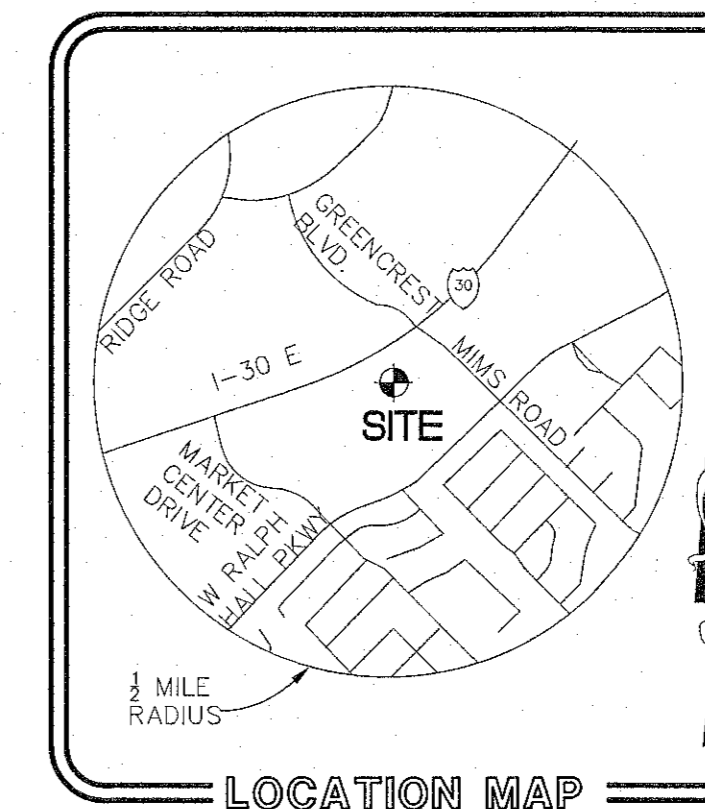 GREENCREST
BLVD.
RIDGE ROAD
30
I-30 E
MIMS ROAD
SITE
MARKET
CENTER
DRIVE
W RALPH
HALL PKWY
½ MILE
RADIUS
LOCATION MAP